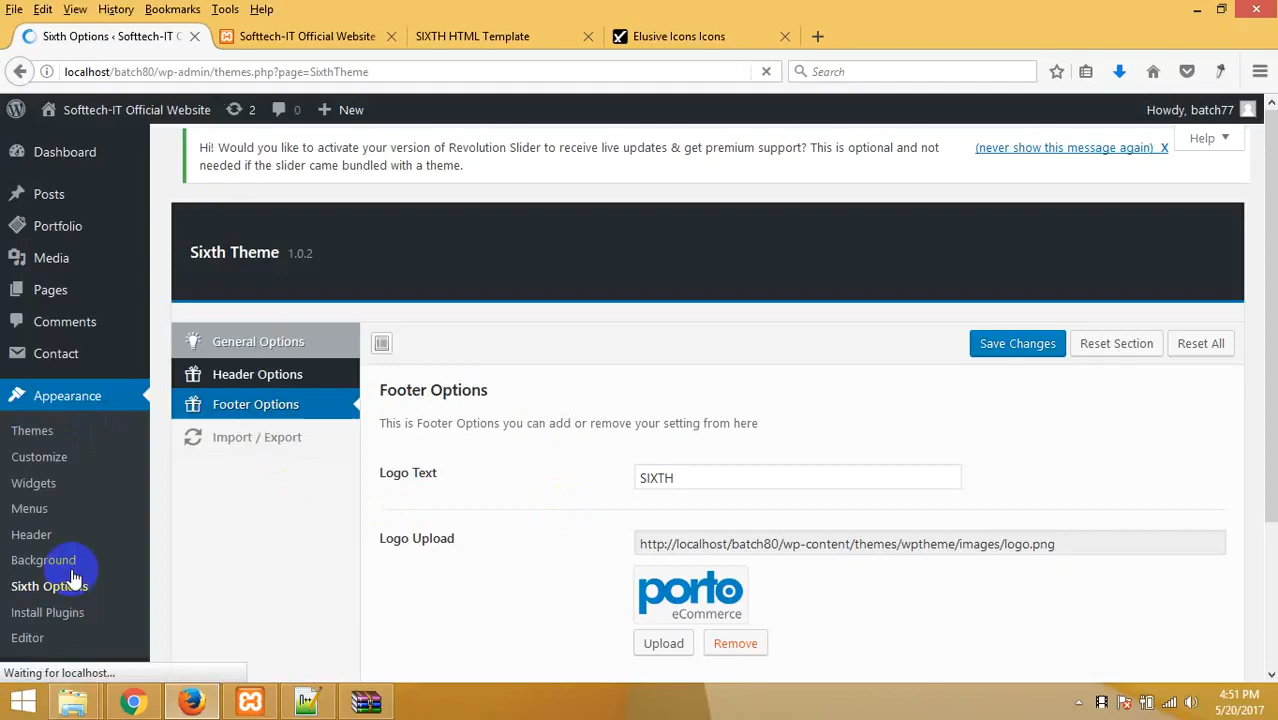 File Edit View History Bookmarks Tools Help
Sixth Options ‹ Softtech-IT O
Softtech-IT Official Website
SIXTH HTML Template
Elusive Icons Icons
localhost/batch80/wp-admin/themes.php?page=SixthTheme
Search
Softtech-IT Official Website 2 0 New
Howdy, batch77
Dashboard
Posts
Portfolio
Media
Pages
Comments
Contact
Appearance
Themes
Customize
Widgets
Menus
Header
Background
Sixth Options
Install Plugins
Editor
Waiting for localhost...
Hi! Would you like to activate your version of Revolution Slider to receive live updates & get premium support? This is optional and not
needed if the slider came bundled with a theme.
(never show this message again) X
Help
Sixth Theme 1.0.2
General Options
Header Options
Footer Options
Import / Export
Save Changes
Reset Section
Reset All
Footer Options
This is Footer Options you can add or remove your setting from here
Logo Text
SIXTH
Logo Upload
http://localhost/batch80/wp-content/themes/wptheme/images/logo.png
porto
eCommerce
Upload
Remove
4:51 PM
5/20/2017